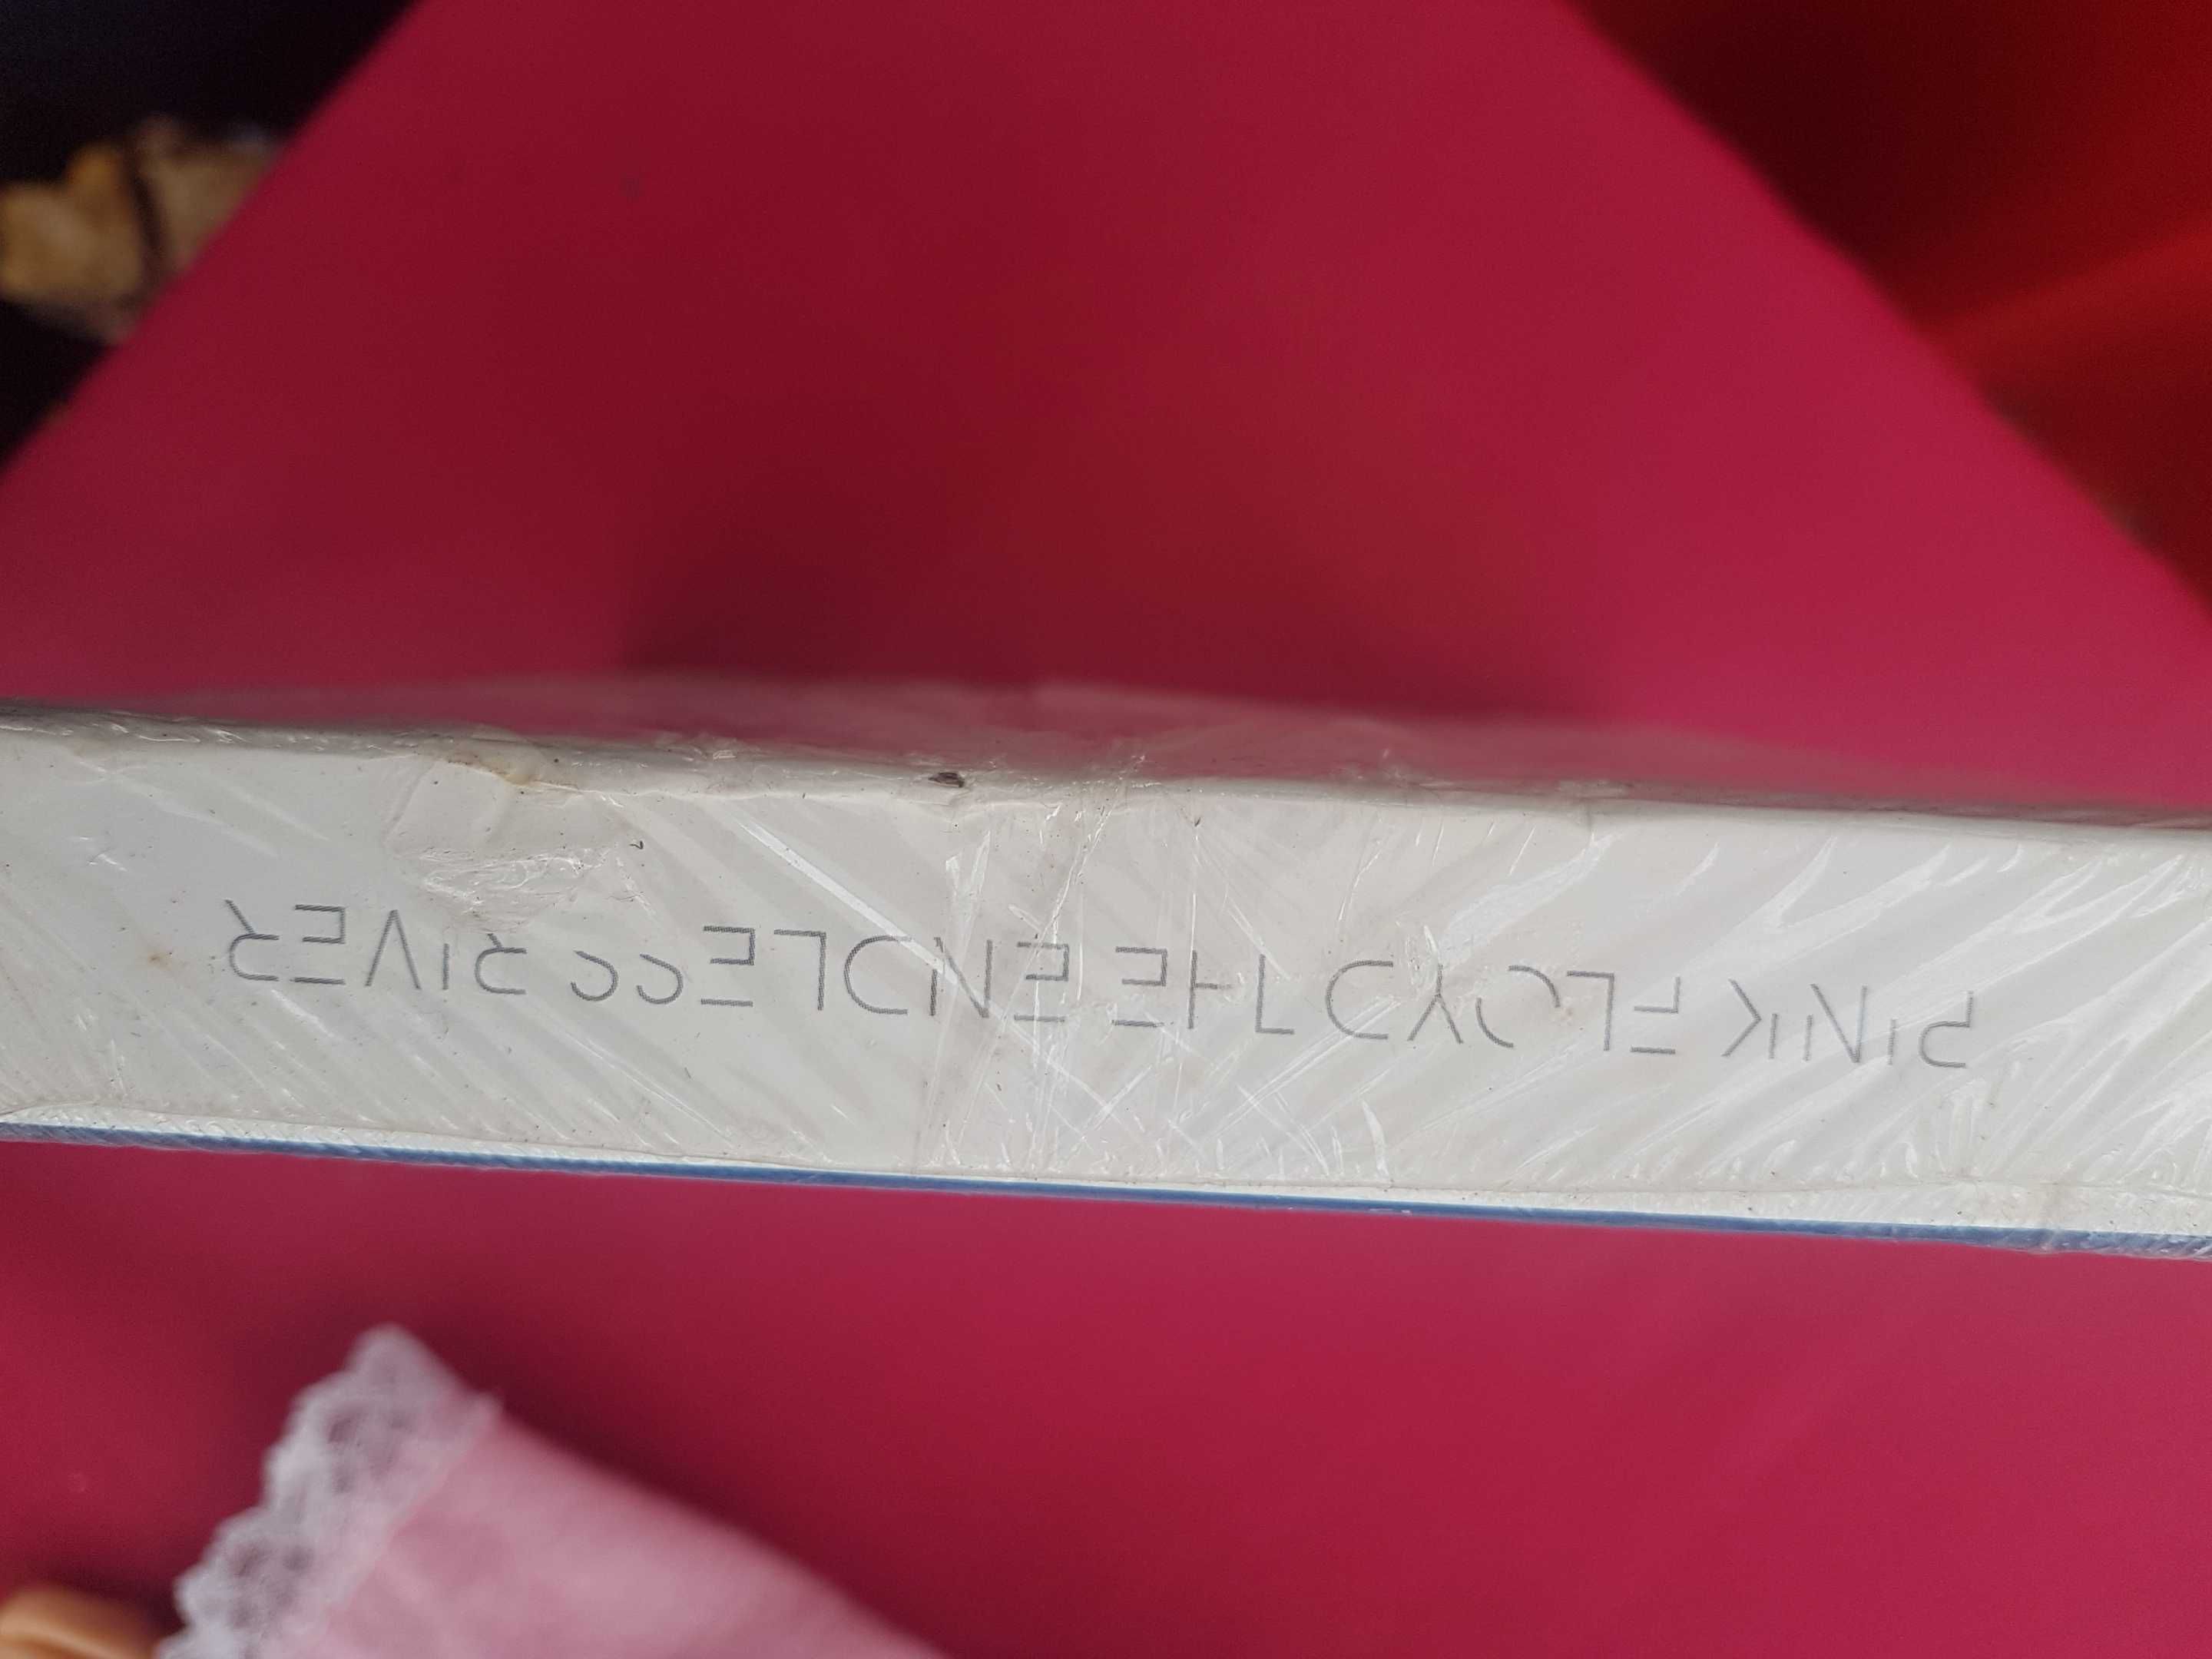 PINK FLOYD THE ENDLESS RIVER